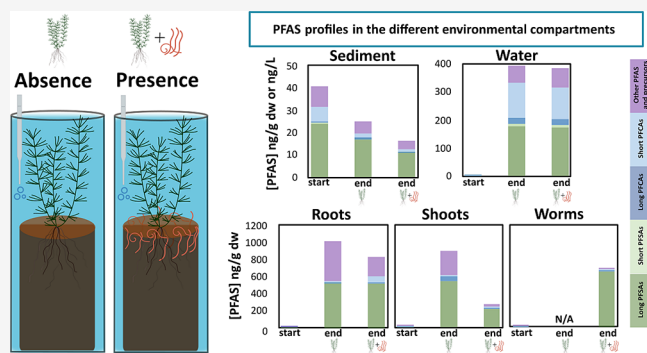 PFAS profiles in the different environmental compartments
+
Absence
Presence
Sediment
Water
[PFAS] ng/g dw or ng/L
50
40
30
20
10
0
start
end
end
+
400
300
200
100
0
start
end
end
+
Roots
Shoots
Worms
[PFAS] ng/g dw
1200
1000
800
600
400
200
0
start
end
end
+
start
end
end
+
N/A
start
end
end
+
Other PFAS
and precursors
Short PFCAs
Long PFCAs
Short PFSAs
Long PFSAs